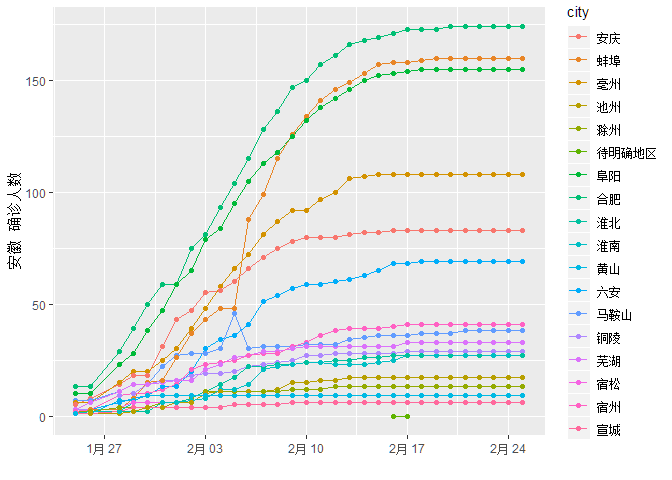 city
安庆
蚌埠
亳州
池州
滁州
待明确地区
阜阳
合肥
淮北
淮南
黄山
六安
马鞍山
铜陵
芜湖
宿松
宿州
宣城
安徽 确诊人数
150
100
50
0
1月 27
2月 03
2月 10
2月 17
2月 24